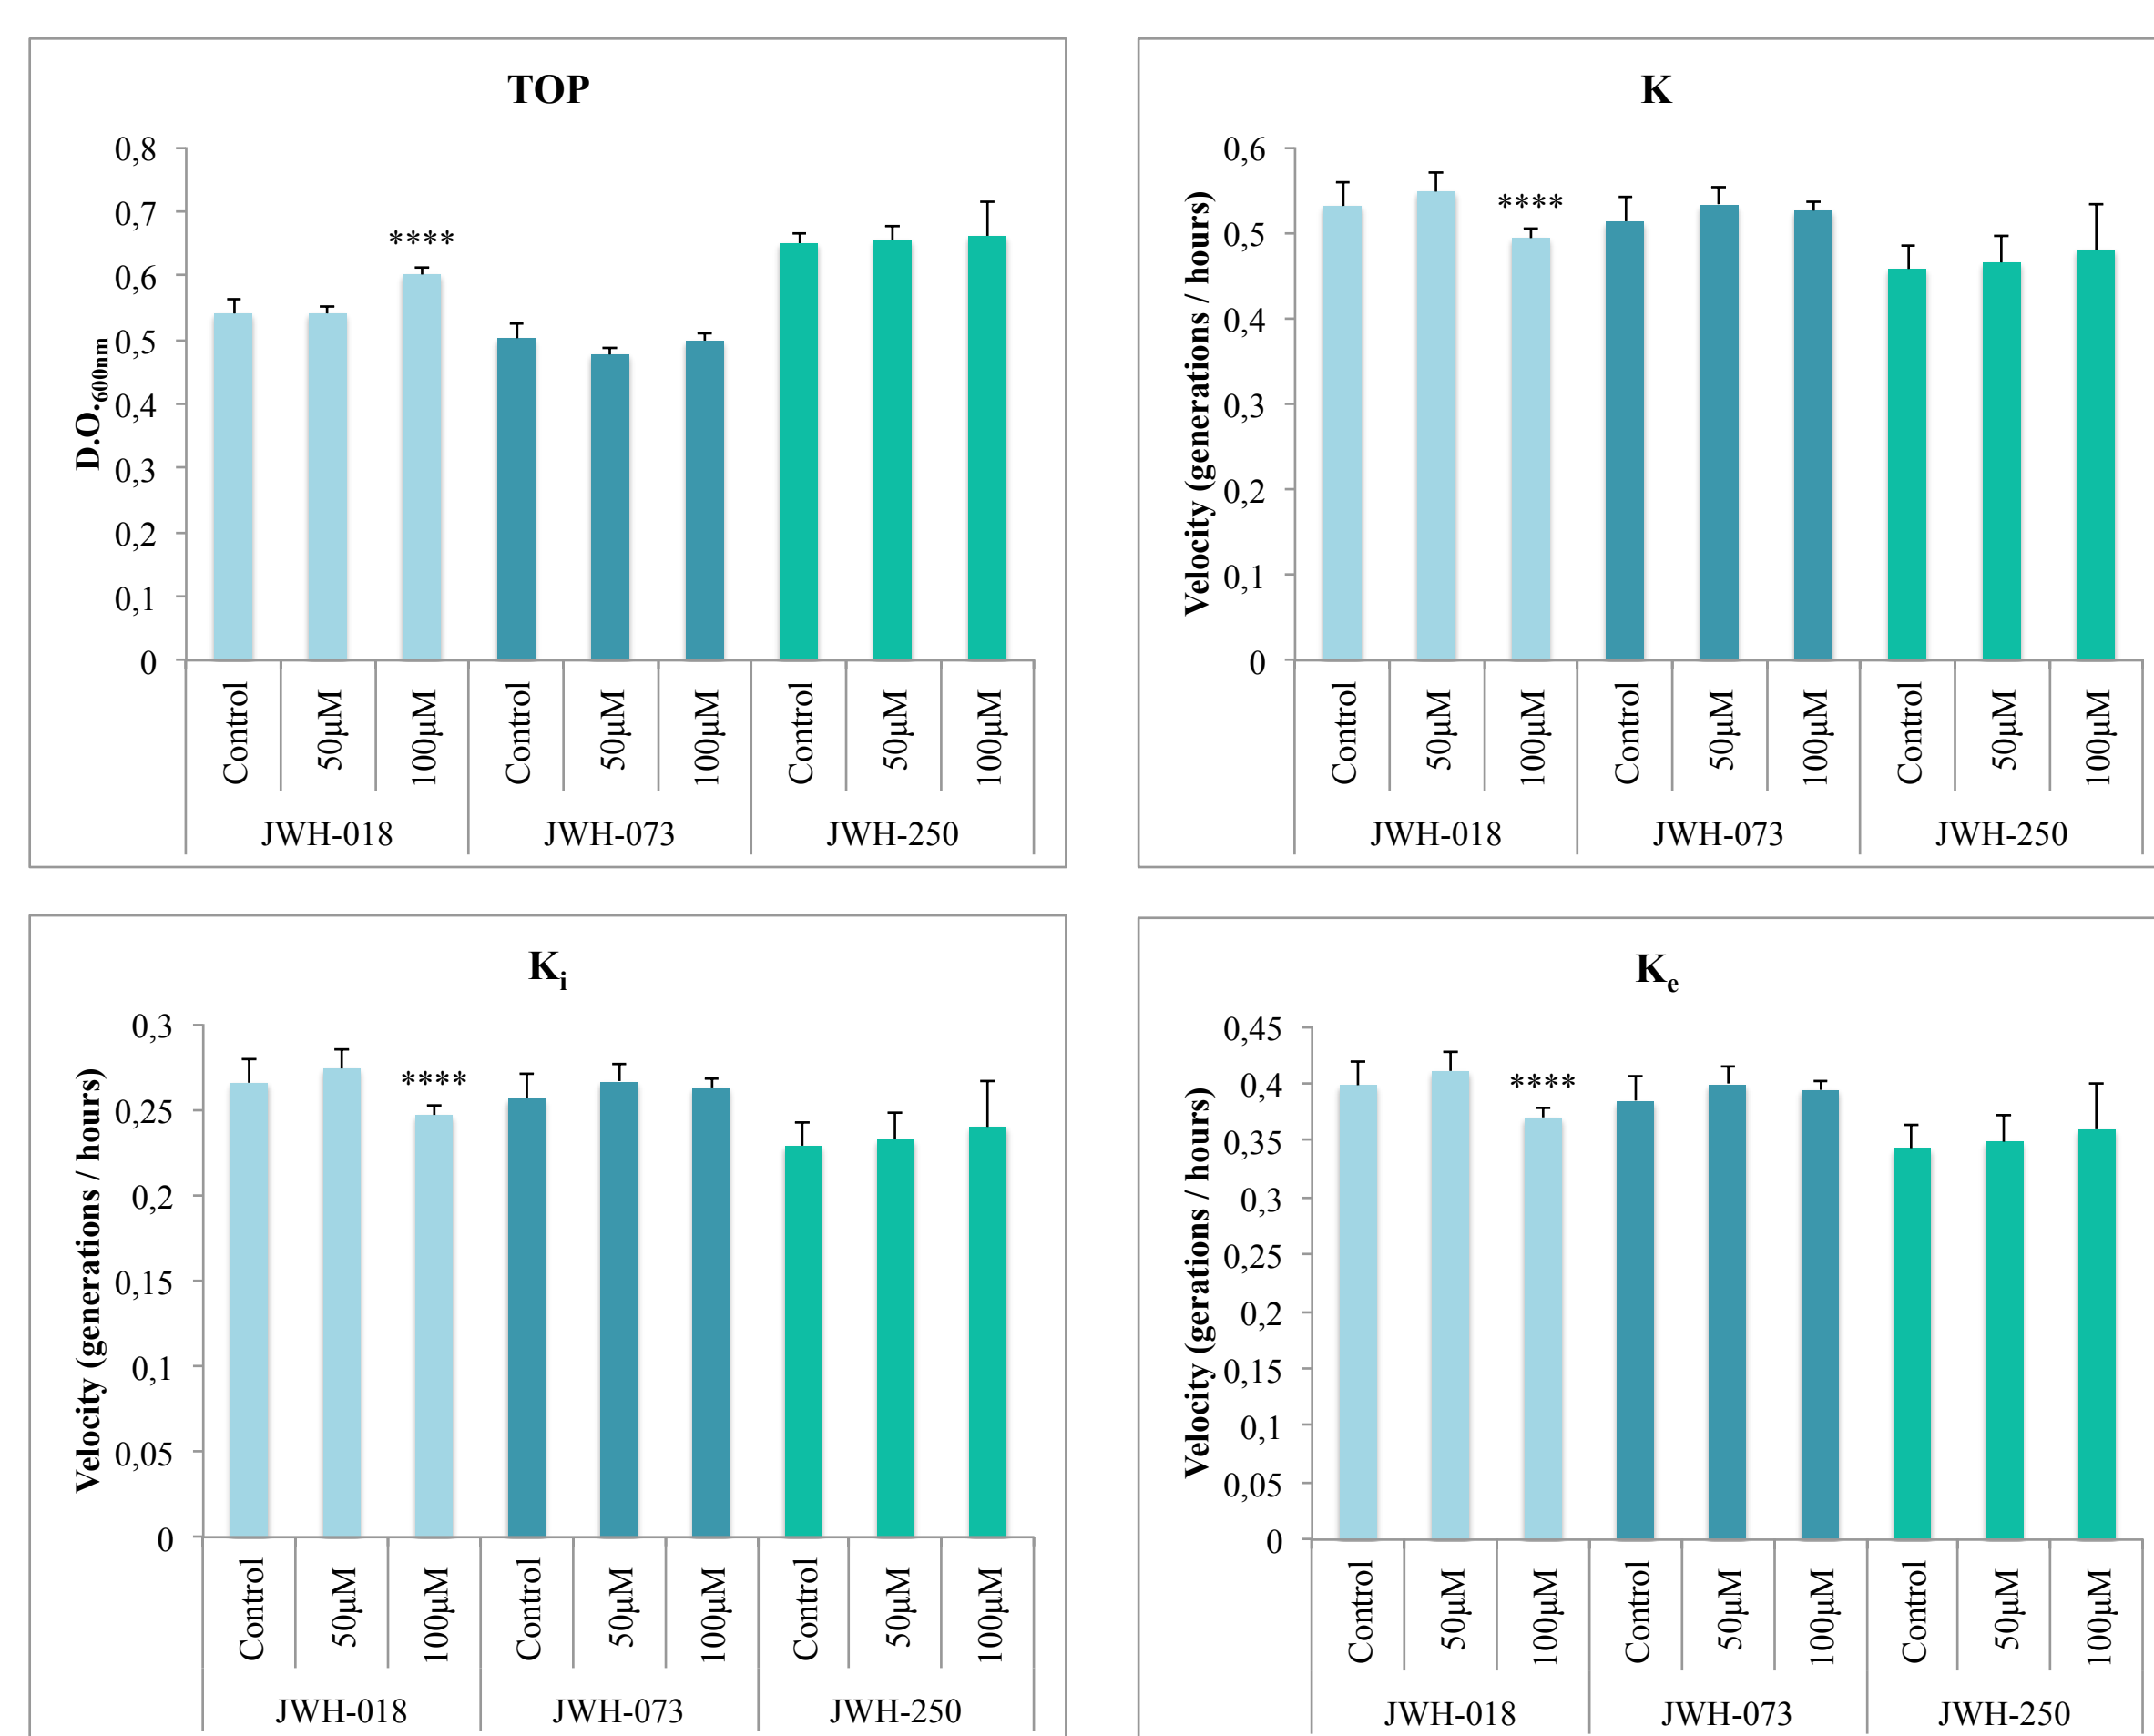 TOP
D.O.600nm
0,8
0,7
0,6
0,5
0,4
0,3
0,2
0,1
0
****
Control 50µM 100µM Control 50µM 100µM Control 50µM 100µM
JWH-018 JWH-073 JWH-250
K
Velocity (generations / hours)
0,6
0,5
0,4
0,3
0,2
0,1
0
****
Control 50µM 100µM Control 50µM 100µM Control 50µM 100µM
JWH-018 JWH-073 JWH-250
Ki
Velocity (generations / hours)
0,3
0,25
0,2
0,15
0,1
0,05
0
****
Control 50µM 100µM Control 50µM 100µM Control 50µM 100µM
JWH-018 JWH-073 JWH-250
Ke
Velocity (gerations / hours)
0,45
0,4
0,35
0,3
0,25
0,2
0,15
0,1
0,05
0
****
Control 50µM 100µM Control 50µM 100µM Control 50µM 100µM
JWH-018 JWH-073 JWH-250